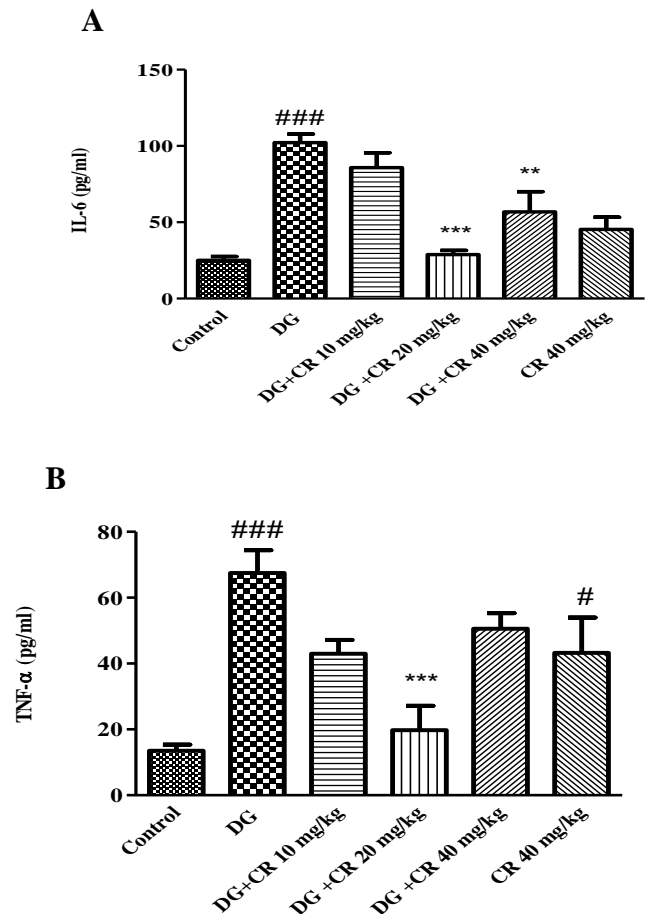 A
150
100
50
0
IL-6 (pg/ml)
###
***
**
Control
DG
DG+CR 10 mg/kg
DG +CR 20 mg/kg
DG +CR 40 mg/kg
CR 40 mg/kg
B
80
60
40
20
0
TNF-α (pg/ml)
###
***
#
Control
DG
DG+CR 10 mg/kg
DG +CR 20 mg/kg
DG +CR 40 mg/kg
CR 40 mg/kg